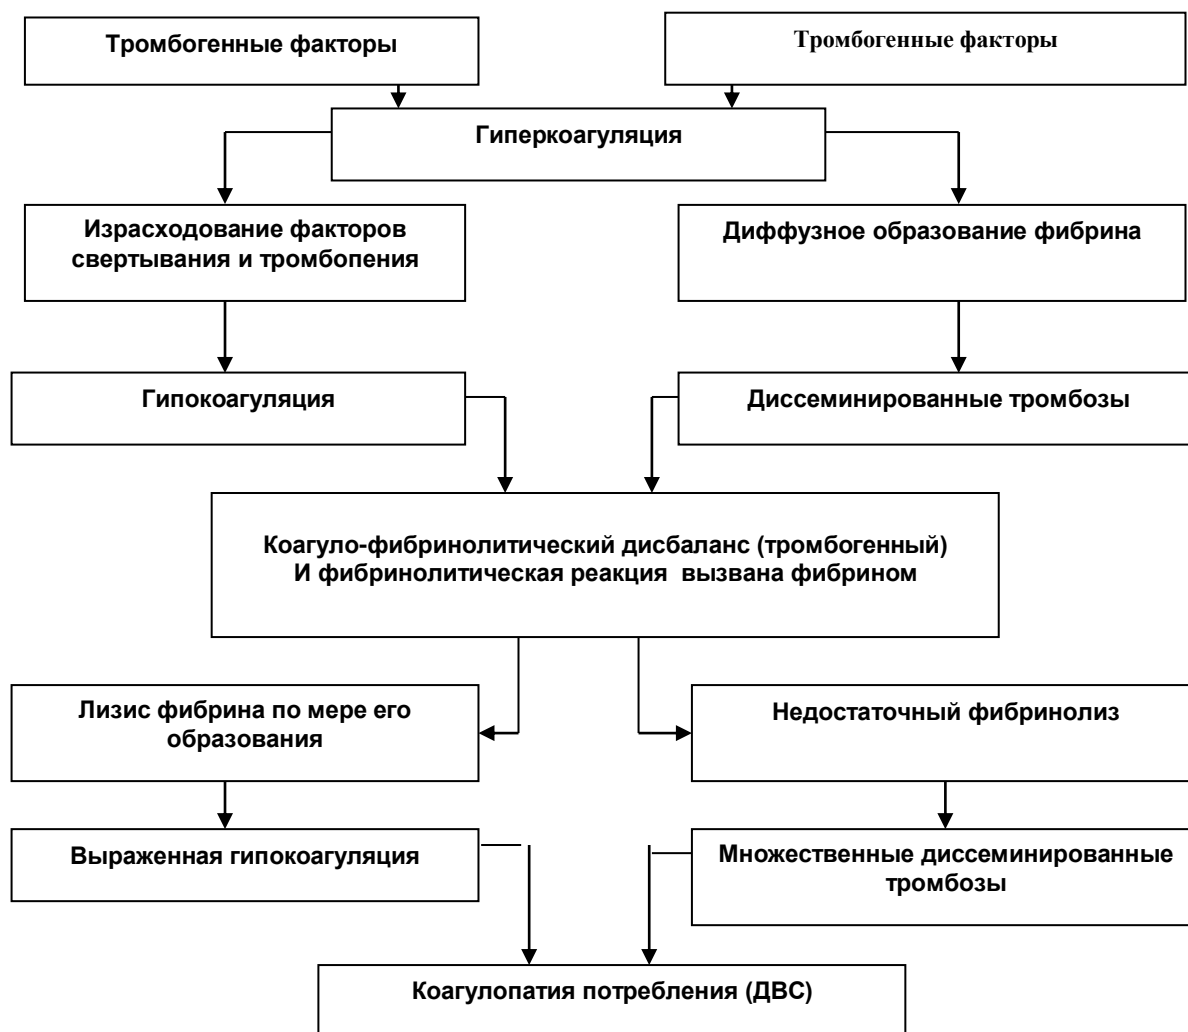 Тромбогенные факторы
Тромбогенные факторы
Гиперкоагуляция
Израсходование факторов
свертывания и тромбопения
Диффузное образование фибрина
Гипокоагуляция
Диссеминированные тромбозы
Коагуло-фибринолитический дисбаланс (тромбогенный)
И фибринолитическая реакция вызвана фибрином
Лизис фибрина по мере его
образования
Недостаточный фибринолиз
Выраженная гипокоагуляция
Множественные диссеминированные
тромбозы
Коагулопатия потребления (ДВС)